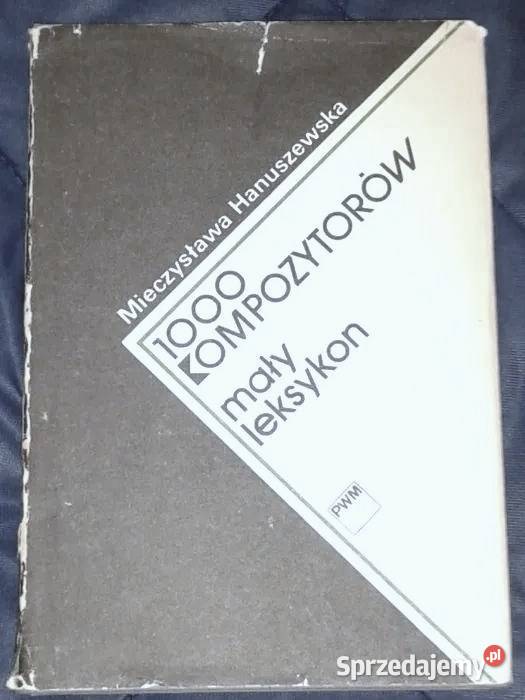 Mieczysława Hanuszewska
1000
KOMPOZYTORÓW
mały
leksykon
PWM
Sprzedajemy.pl